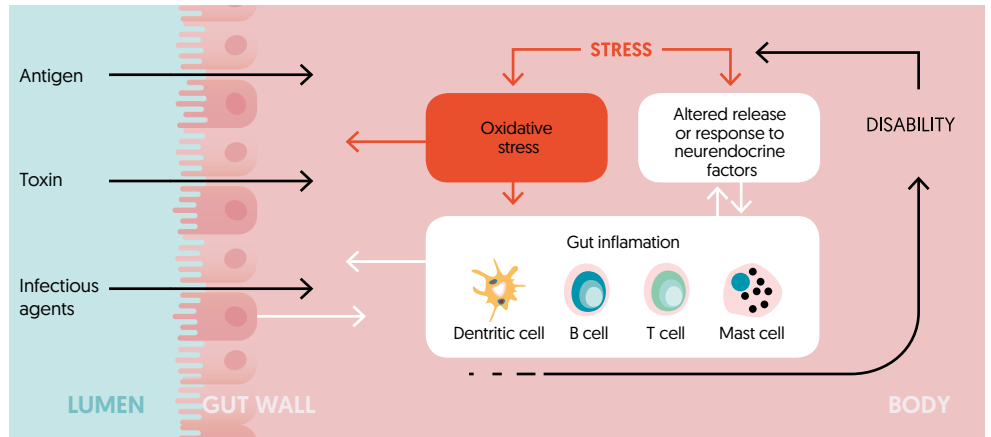 Antigen
Toxin
Infectious
agents
LUMEN
GUT WALL
STRESS
Oxidative
stress
Altered release
or response to
neurendocrine
factors
Gut inflamation
Dentritic cell
B cell
T cell
Mast cell
DISABILITY
BODY